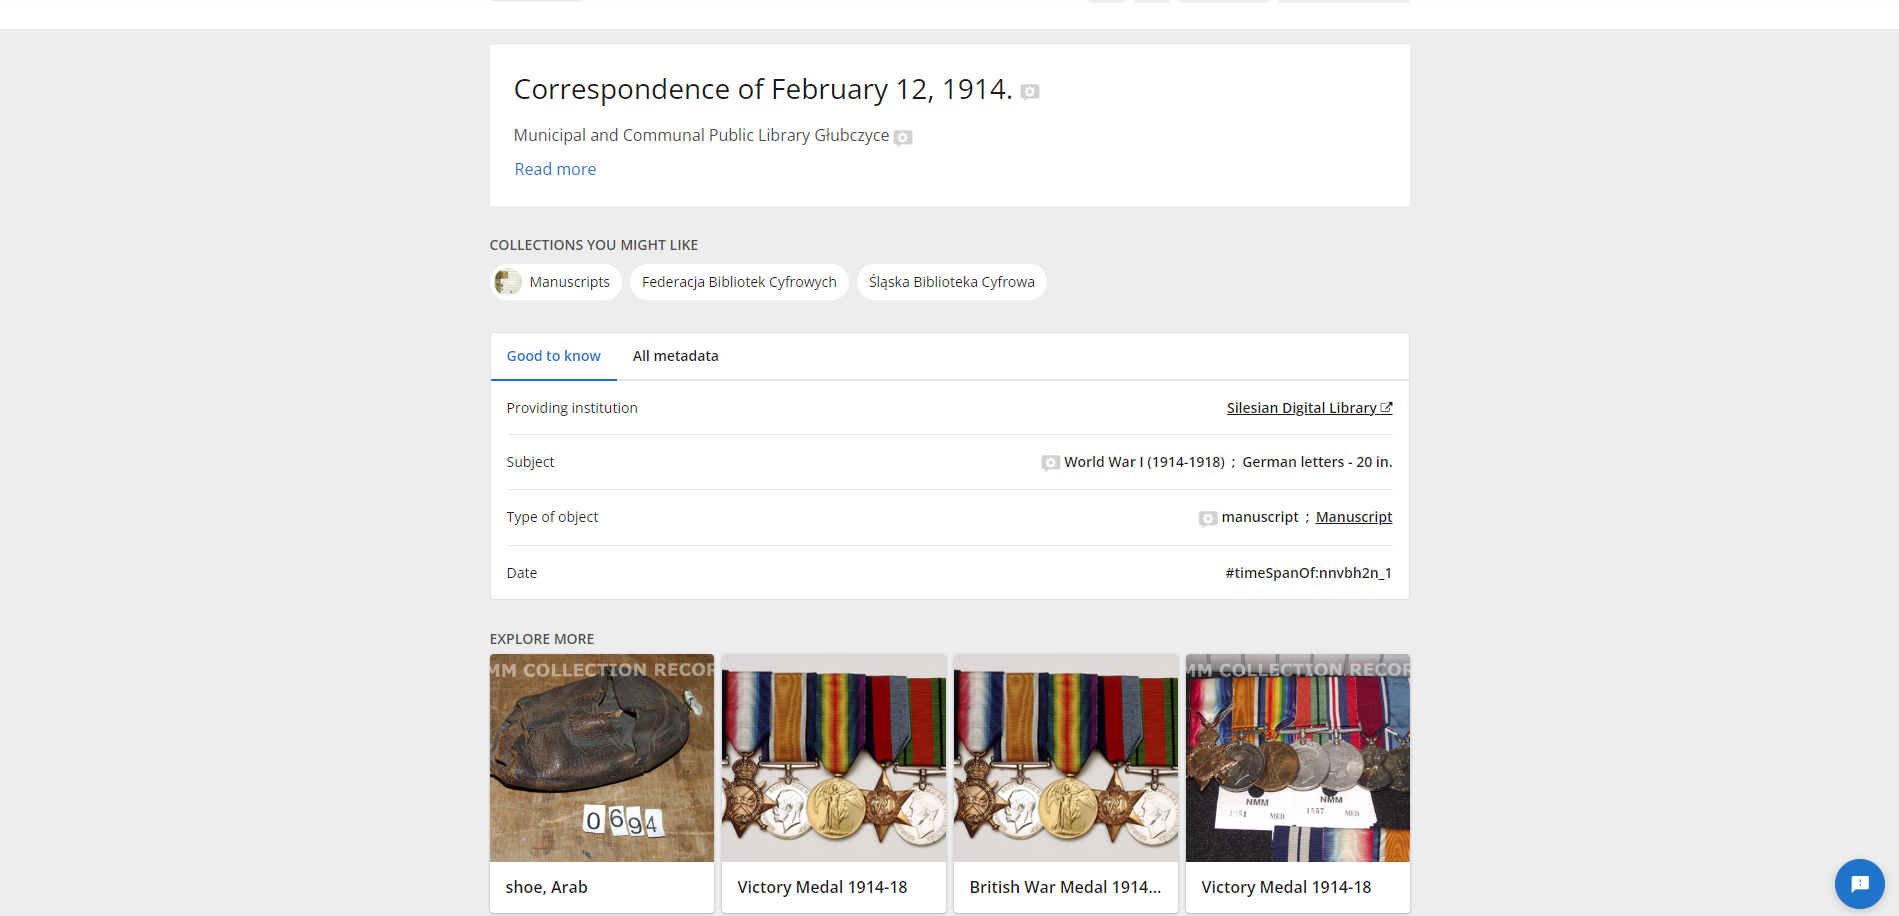 Correspondence of February 12, 1914.
Municipal and Communal Public Library Głubczyce
Read more
COLLECTIONS YOU MIGHT LIKE
Manuscripts
Federacja Bibliotek Cyfrowych
Śląska Biblioteka Cyfrowa
Good to know
All metadata
Providing institution
Silesian Digital Library
Subject
World War I (1914-1918) ; German letters - 20 in.
Type of object
manuscript ; Manuscript
Date
#timeSpanOf:nnvbh2n_1
EXPLORE MORE
MM COLLECTION RECOR
0694
shoe, Arab
Victory Medal 1914-18
British War Medal 1914...
MM COLLECTION RECOR
NMM
1551
MED
NMM
1557
MED
Victory Medal 1914-18